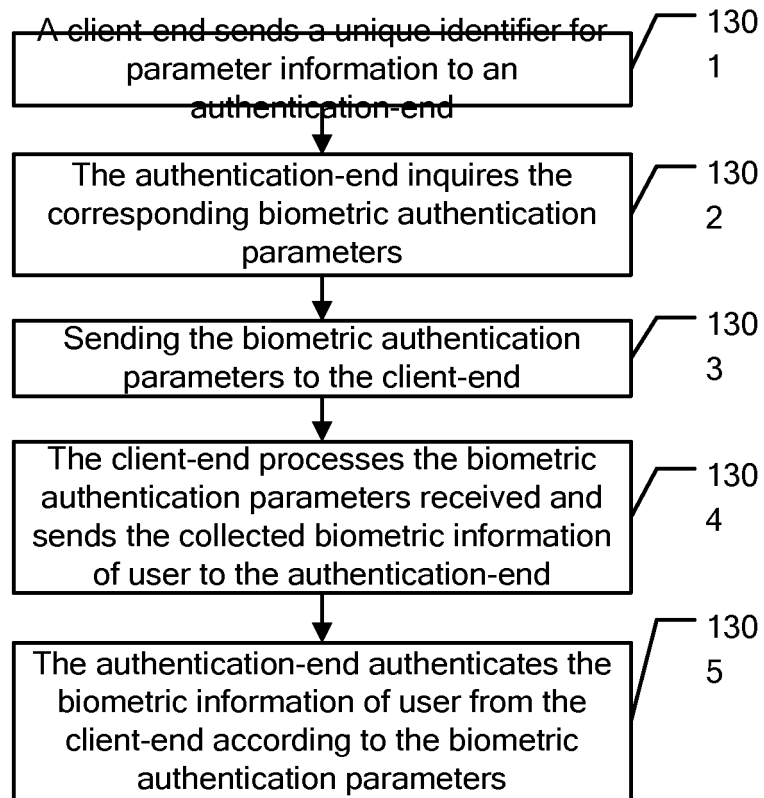 A client-end sends a unique identifier for
parameter information to an
authentication-end
130
1
The authentication-end inquires the
corresponding biometric authentication
parameters
130
2
Sending the biometric authentication
parameters to the client-end
130
3
The client-end processes the biometric
authentication parameters received and
sends the collected biometric information
of user to the authentication-end
130
4
The authentication-end authenticates the
biometric information of user from the
client-end according to the biometric
authentication parameters
130
5